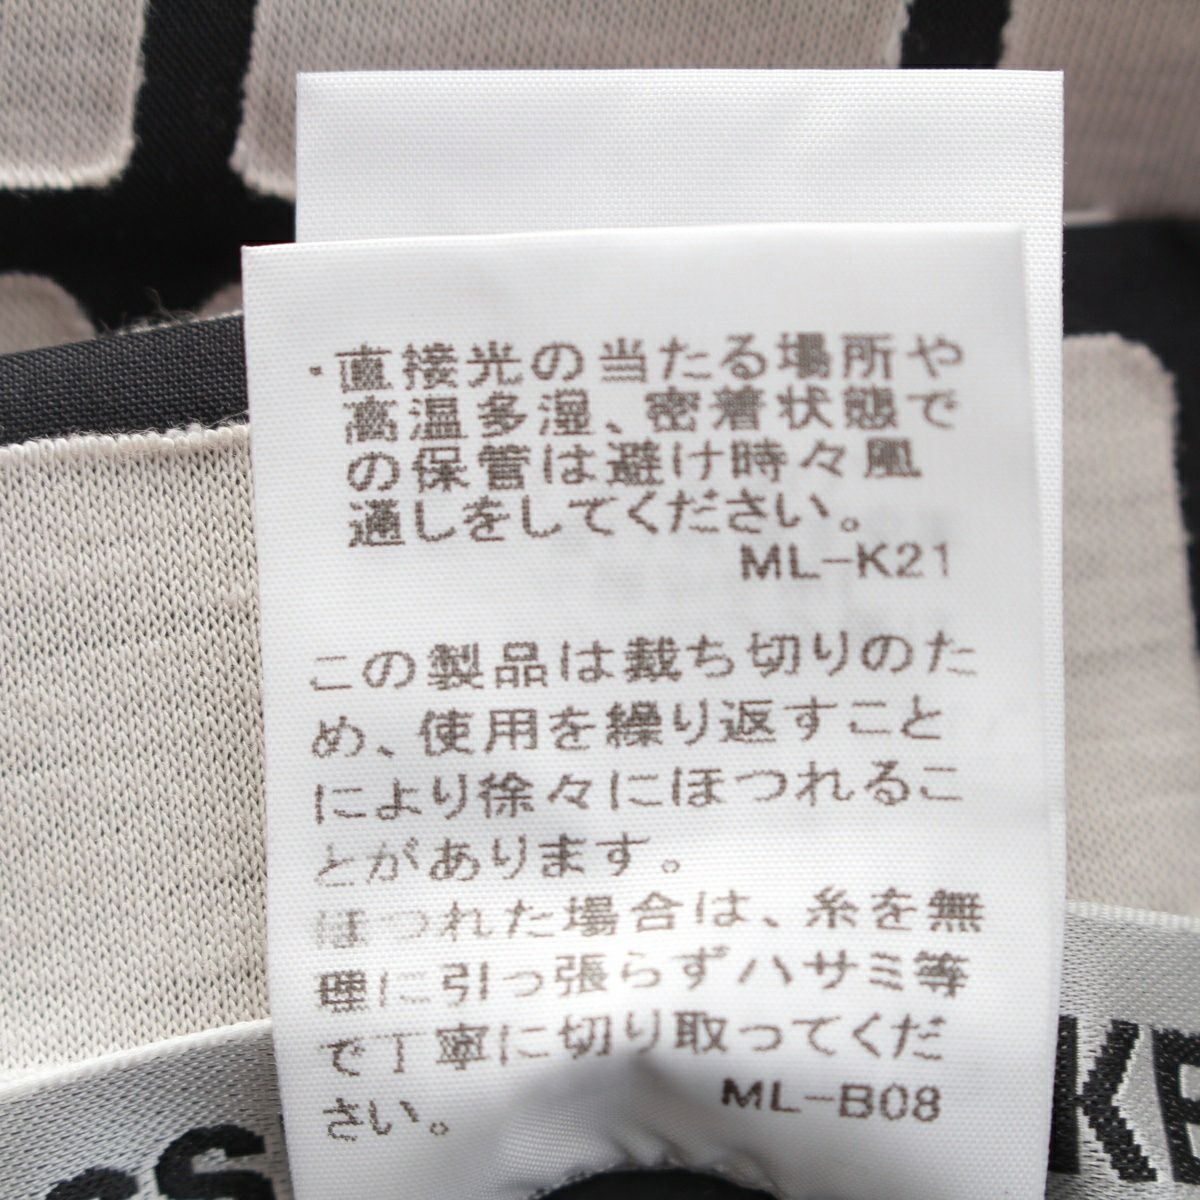 ・直接光の当たる場所や
高温多湿、密着状態で
の保管は避け時々風
通しをしてください。
ML-K21
この製品は裁ち切りのた
め、使用を繰り返すこと
により徐々にほつれるこ
とがあります。
ほつれた場合は、糸を無
理に引っ張らずハサミ等
で丁寧に切り取ってくだ
さい。
ML-B08